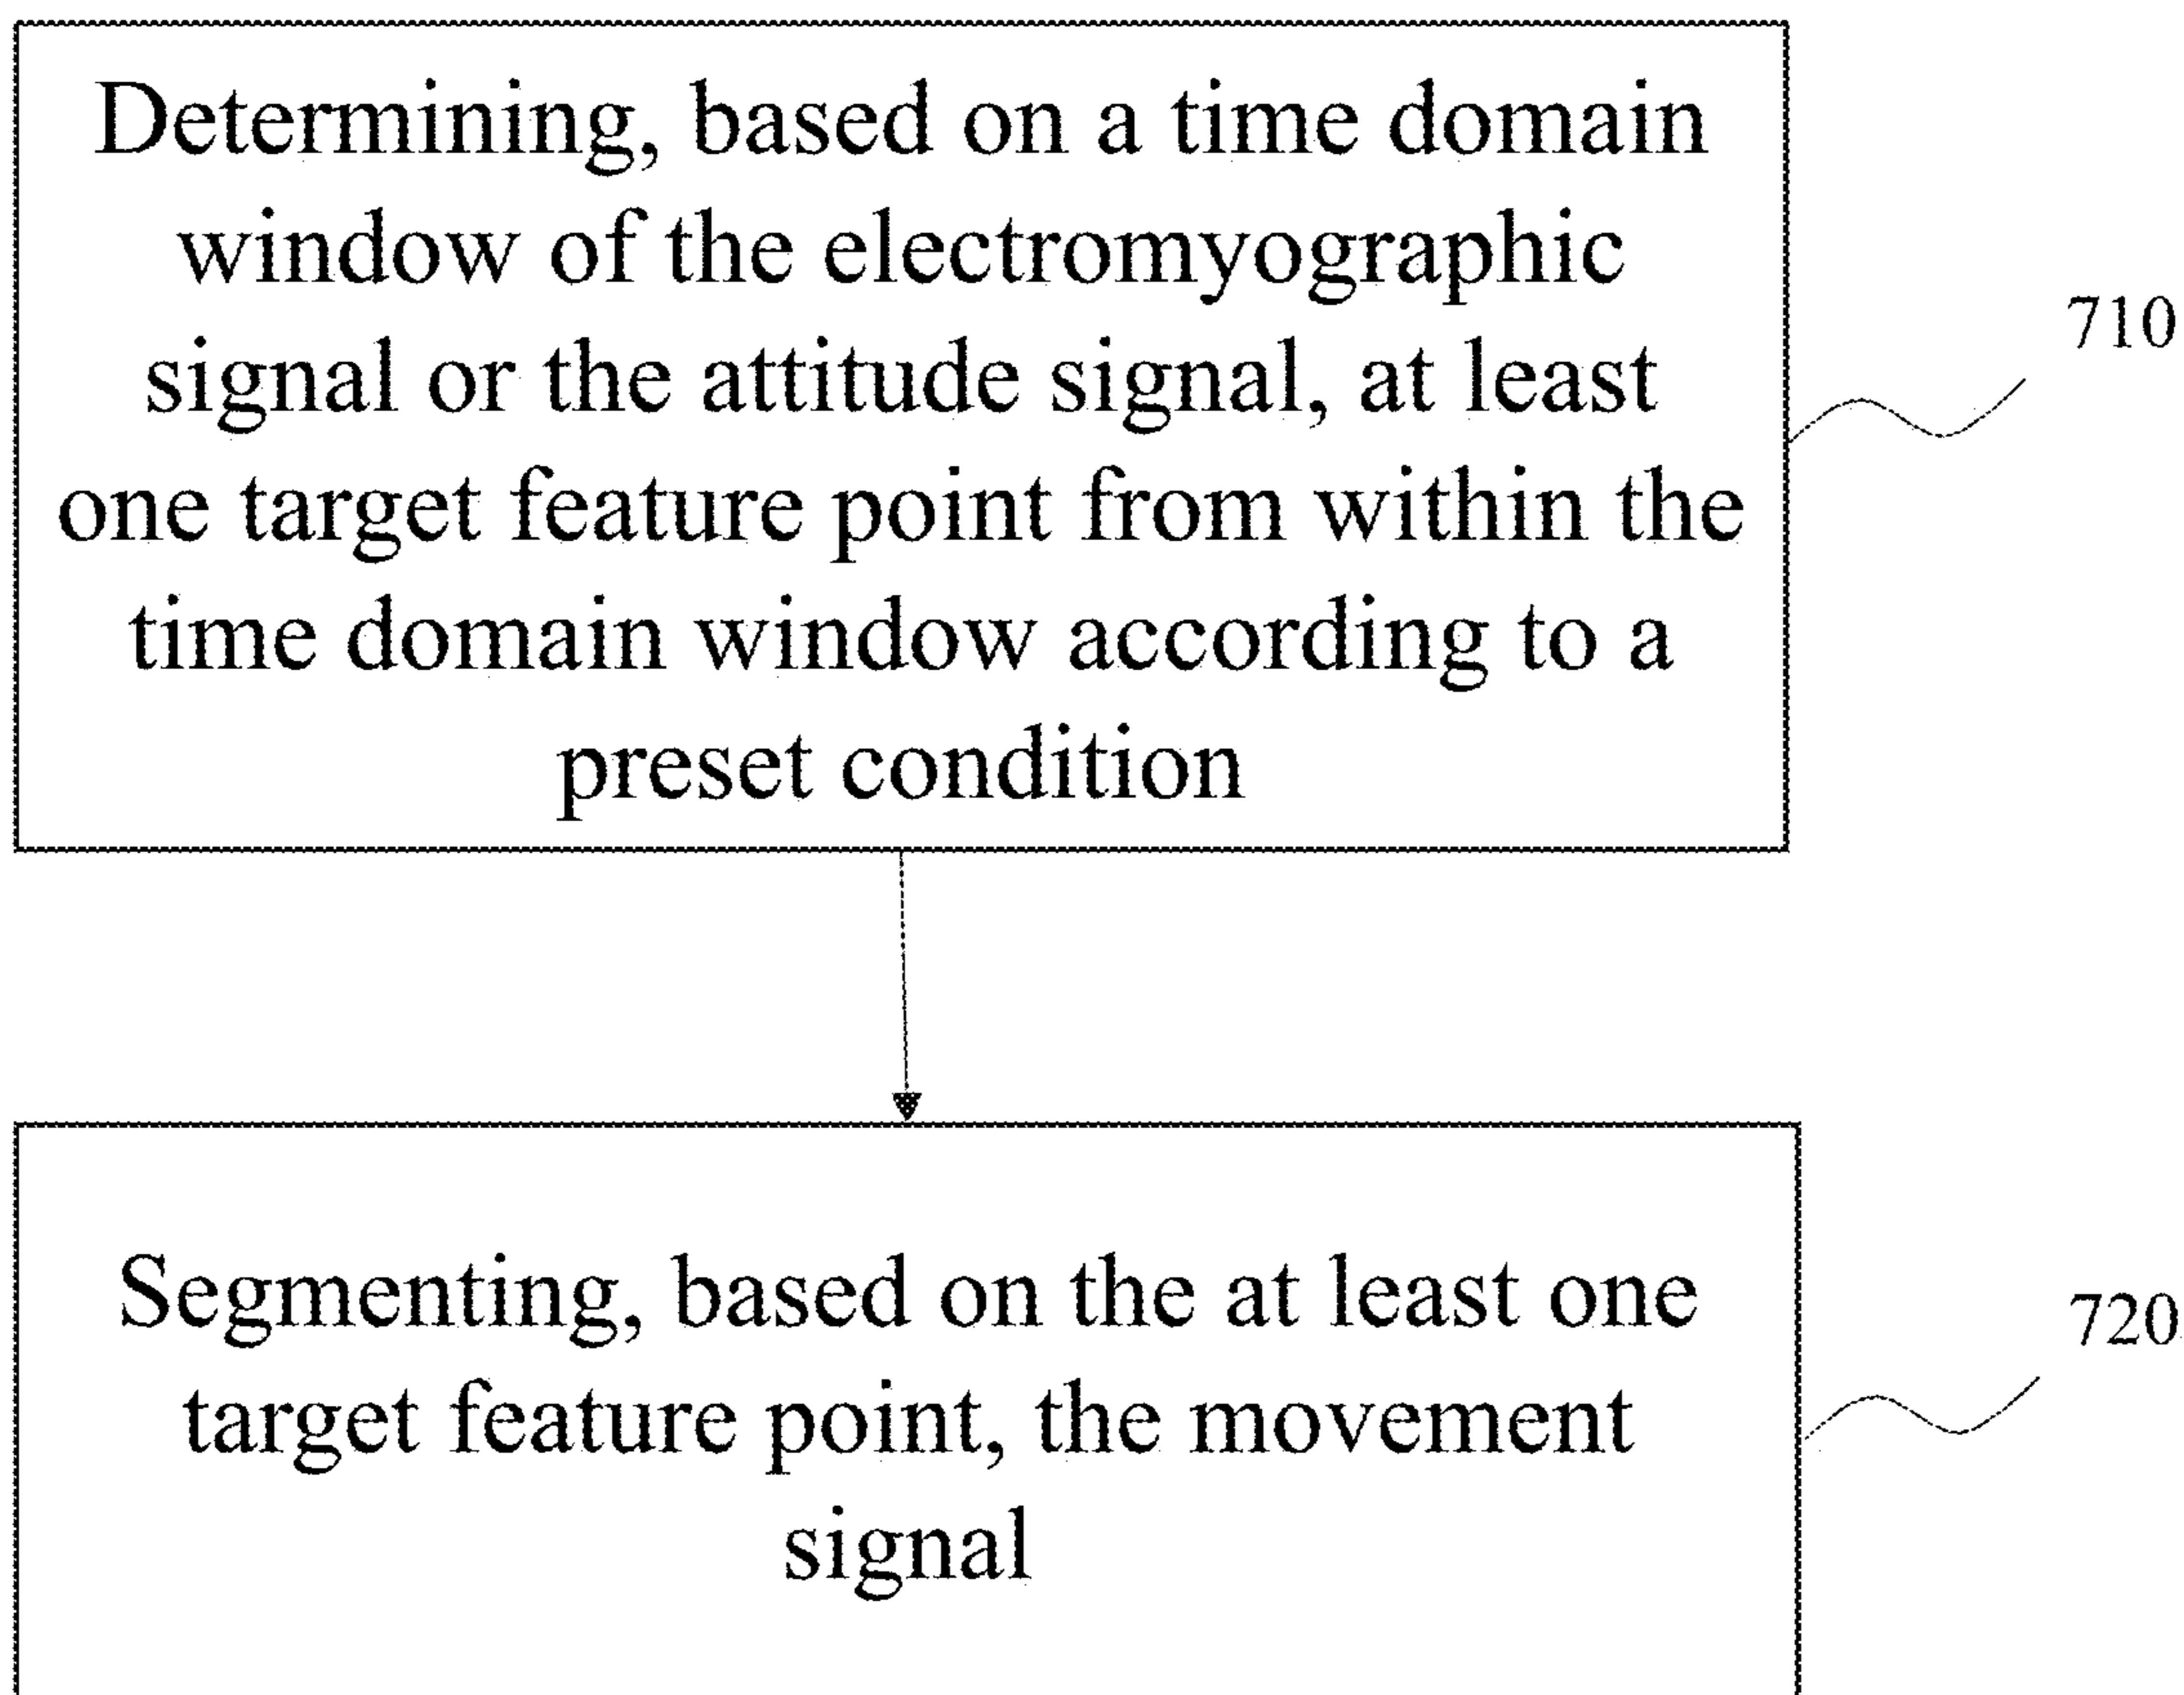 Determining, based on a time domain
window of the electromyographic
signal or the attitude signal, at least
one target feature point from within the
time domain window according to a
preset condition
710
Segmenting, based on the at least one
target feature point, the movement
signal
720